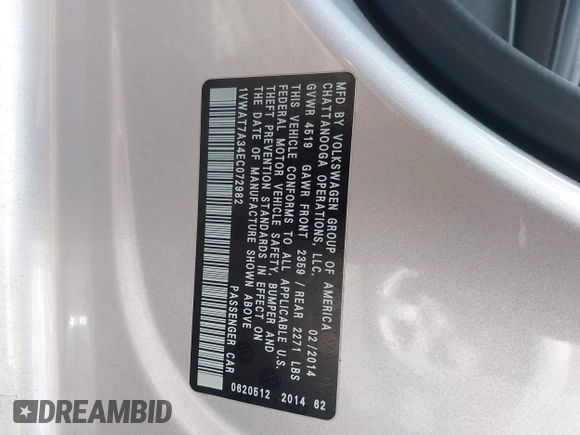 MFD BY VOLKSWAGEN GROUP OF AMERICA
CHATTANOOGA OPERATIONS, LLC. 02/2014
GVWR 4519 GAWR FRONT 2359 / REAR 2271 LBS
THIS VEHICLE CONFORMS TO ALL APPLICABLE U.S.
FEDERAL MOTOR VEHICLE SAFETY, BUMPER AND
THEFT PREVENTION STANDARDS IN EFFECT ON
THE DATE OF MANUFACTURE SHOWN ABOVE
1VWAT7A34EC072982 PASSENGER CAR
0620512 2014 62
DREAMBID